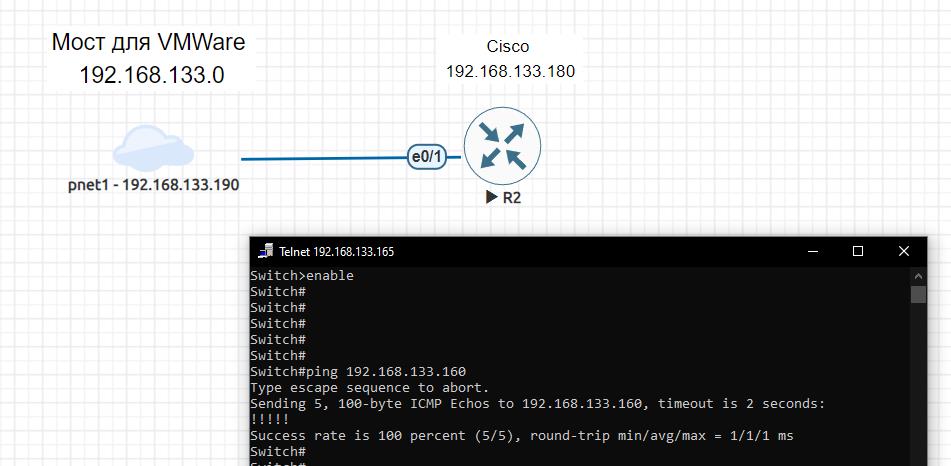 Мост для VMWare
192.168.133.0
Cisco
192.168.133.180
e0/1
pnet1 - 192.168.133.190
R2
Telnet 192.168.133.165
Switch>enable
Switch#
Switch#
Switch#
Switch#
Switch#
Switch#ping 192.168.133.160
Type escape sequence to abort.
Sending 5, 100-byte ICMP Echos to 192.168.133.160, timeout is 2 seconds:
!!!!!
Success rate is 100 percent (5/5), round-trip min/avg/max = 1/1/1 ms
Switch#
Switch#